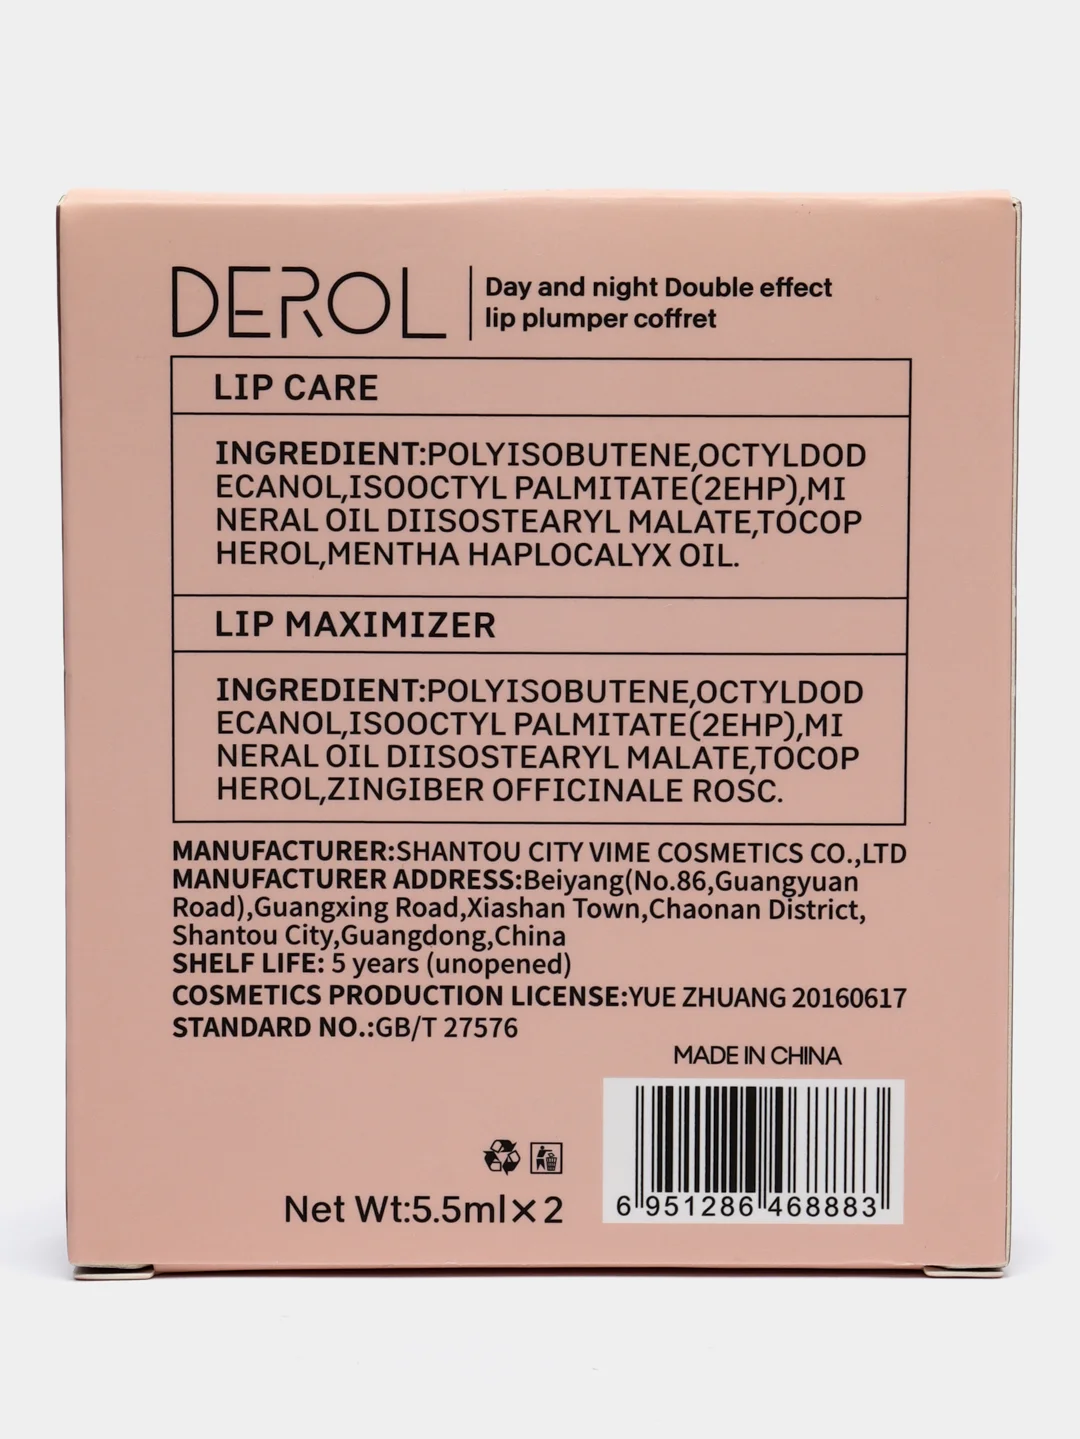 DEROL
Day and night Double effect
lip plumper coffret
LIP CARE
INGREDIENT:POLYISOBUTENE,OCTYLDOD
ECANOL,ISOOCTYL PALMITATE(2EHP),MI
NERAL OIL DIISOSTEARYL MALATE,TOCOP
HEROL,MENTHA HAPLOCALYX OIL.
LIP MAXIMIZER
INGREDIENT:POLYISOBUTENE,OCTYLDOD
ECANOL,ISOOCTYL PALMITATE(2EHP),MI
NERAL OIL DIISOSTEARYL MALATE,TOCOP
HEROL,ZINGIBER OFFICINALE ROSC.
MANUFACTURER:SHANTOU CITY VIME COSMETICS CO.,LTD
MANUFACTURER ADDRESS:Beiyang(No.86,Guangyuan
Road),Guangxing Road,Xiashan Town,Chaonan District,
Shantou City,Guangdong,China
SHELF LIFE: 5 years (unopened)
COSMETICS PRODUCTION LICENSE:YUE ZHUANG 20160617
STANDARD NO.:GB/T 27576
MADE IN CHINA
Net Wt:5.5ml×2
6 951286 468883